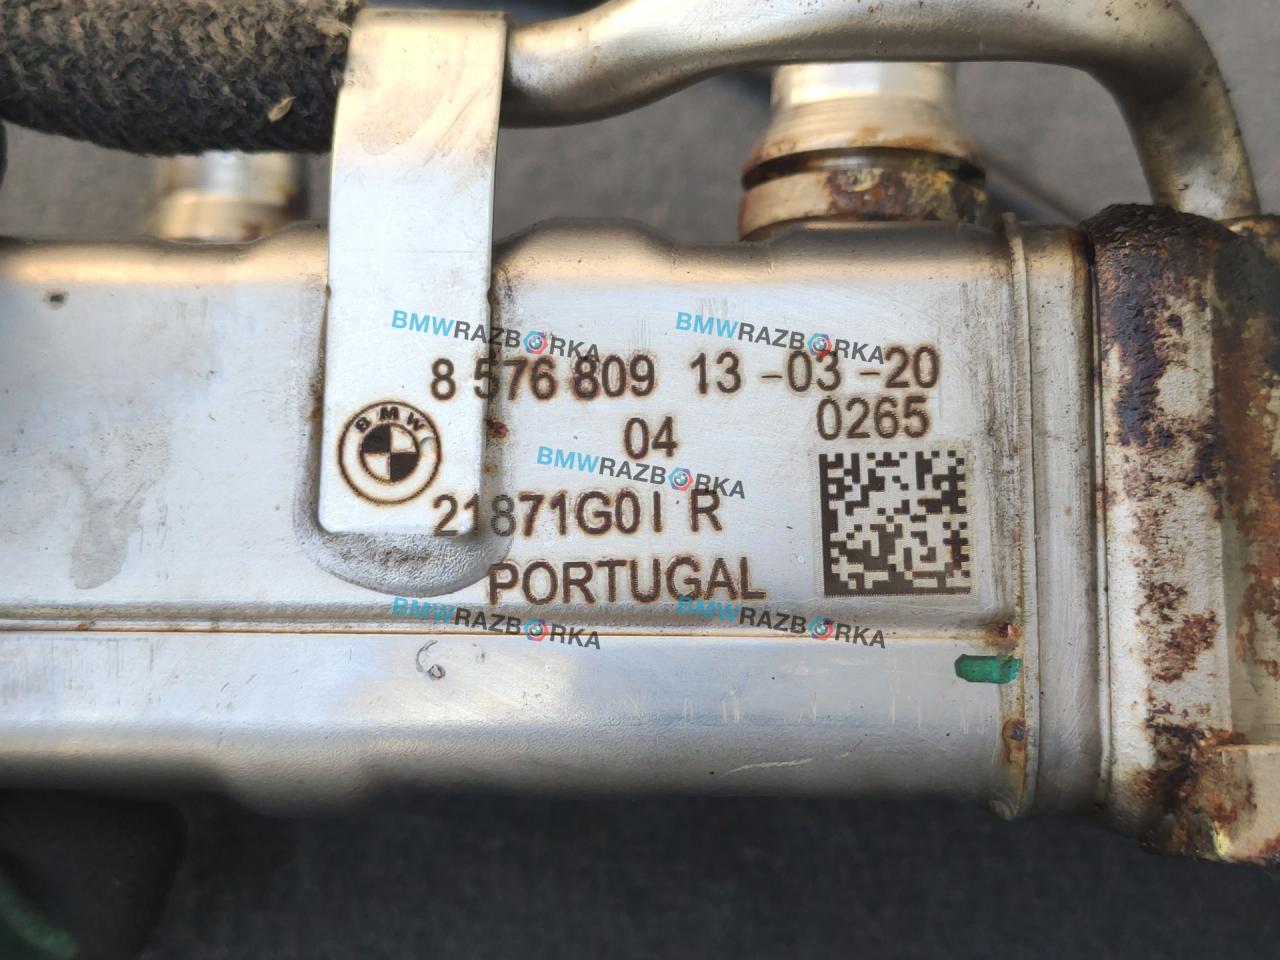 BMWRAZBORKA BMWRAZBORKA
8 576 809 13-03-20
0265
BMW
04
BMWRAZBORKA
21871G01 R
PORTUGAL
BMWRAZBORKA BMWRAZBORKA